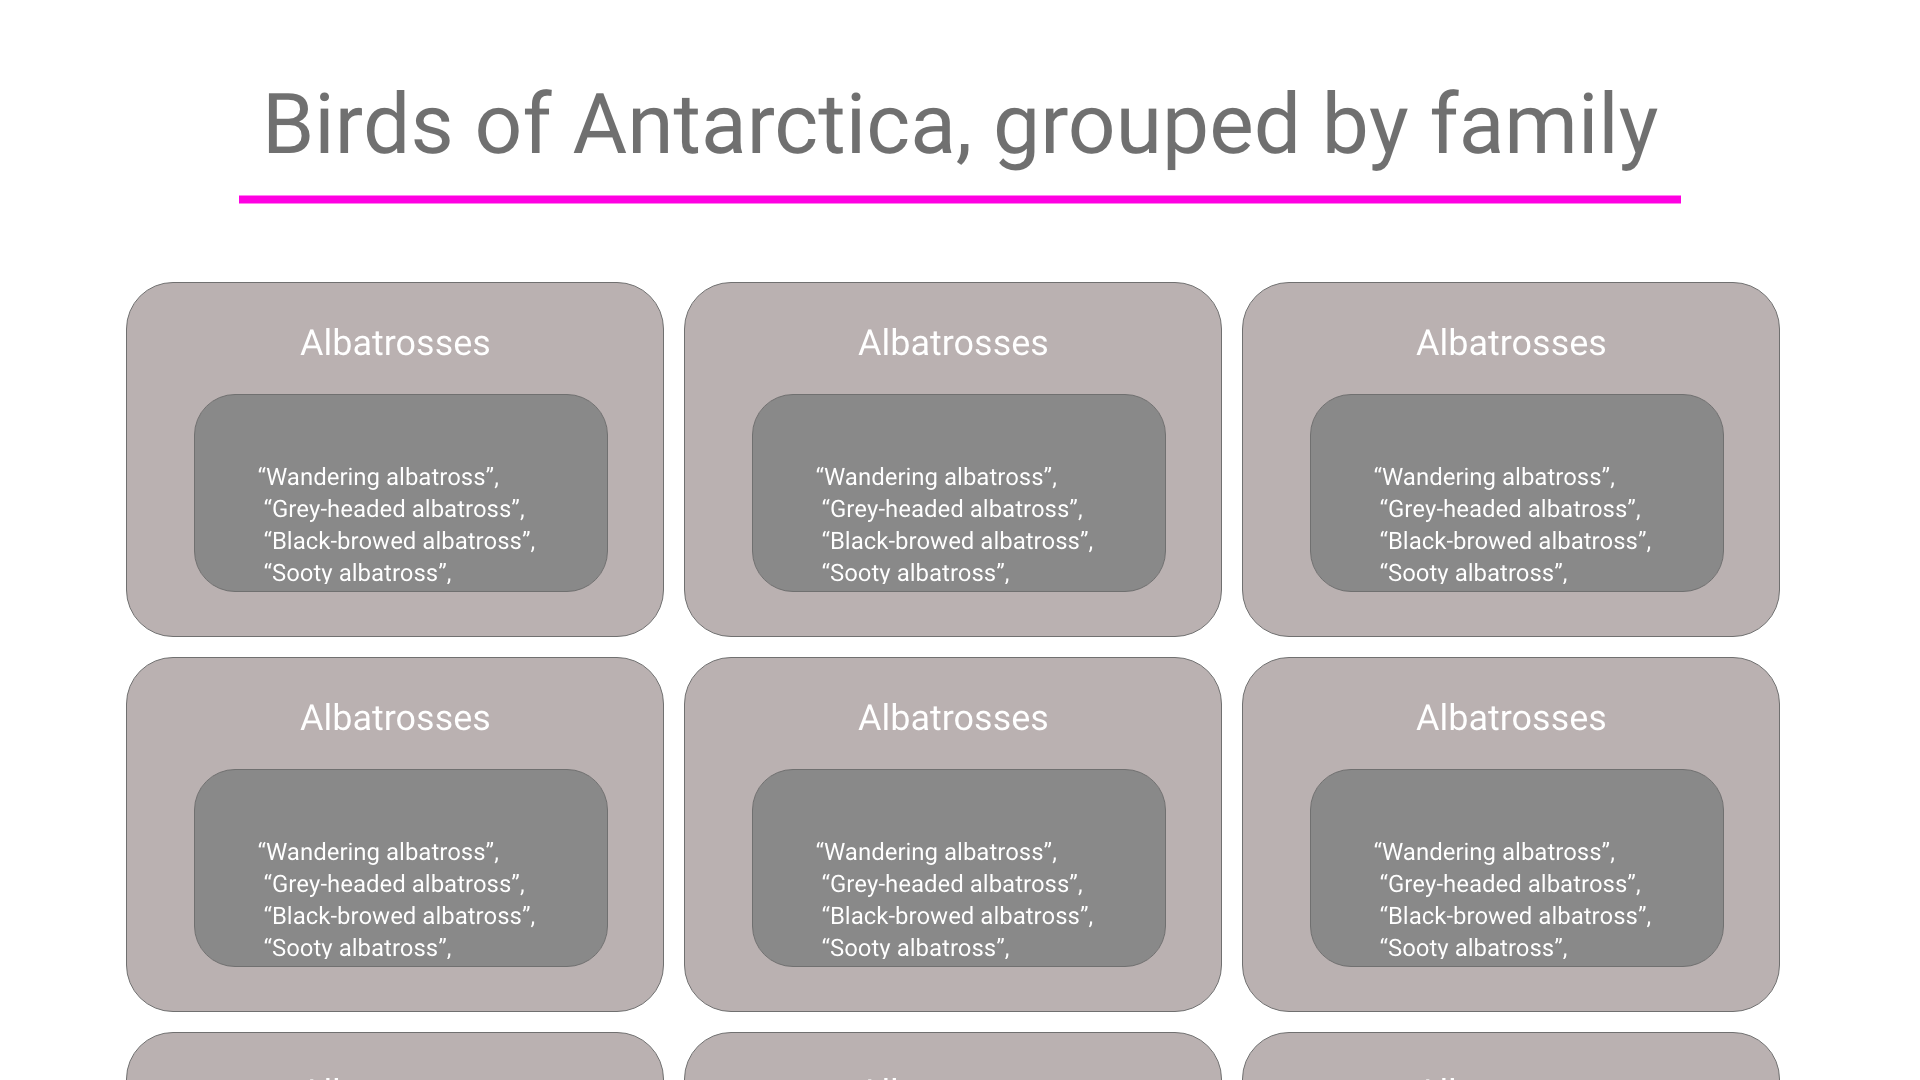 Birds of Antarctica, grouped by family
Albatrosses
“Wandering albatross”,
“Grey-headed albatross”,
“Black-browed albatross”,
“Sooty albatross”,
Albatrosses
“Wandering albatross”,
“Grey-headed albatross”,
“Black-browed albatross”,
“Sooty albatross”,
Albatrosses
“Wandering albatross”,
“Grey-headed albatross”,
“Black-browed albatross”,
“Sooty albatross”,
Albatrosses
“Wandering albatross”,
“Grey-headed albatross”,
“Black-browed albatross”,
“Sooty albatross”,
Albatrosses
“Wandering albatross”,
“Grey-headed albatross”,
“Black-browed albatross”,
“Sooty albatross”,
Albatrosses
“Wandering albatross”,
“Grey-headed albatross”,
“Black-browed albatross”,
“Sooty albatross”,